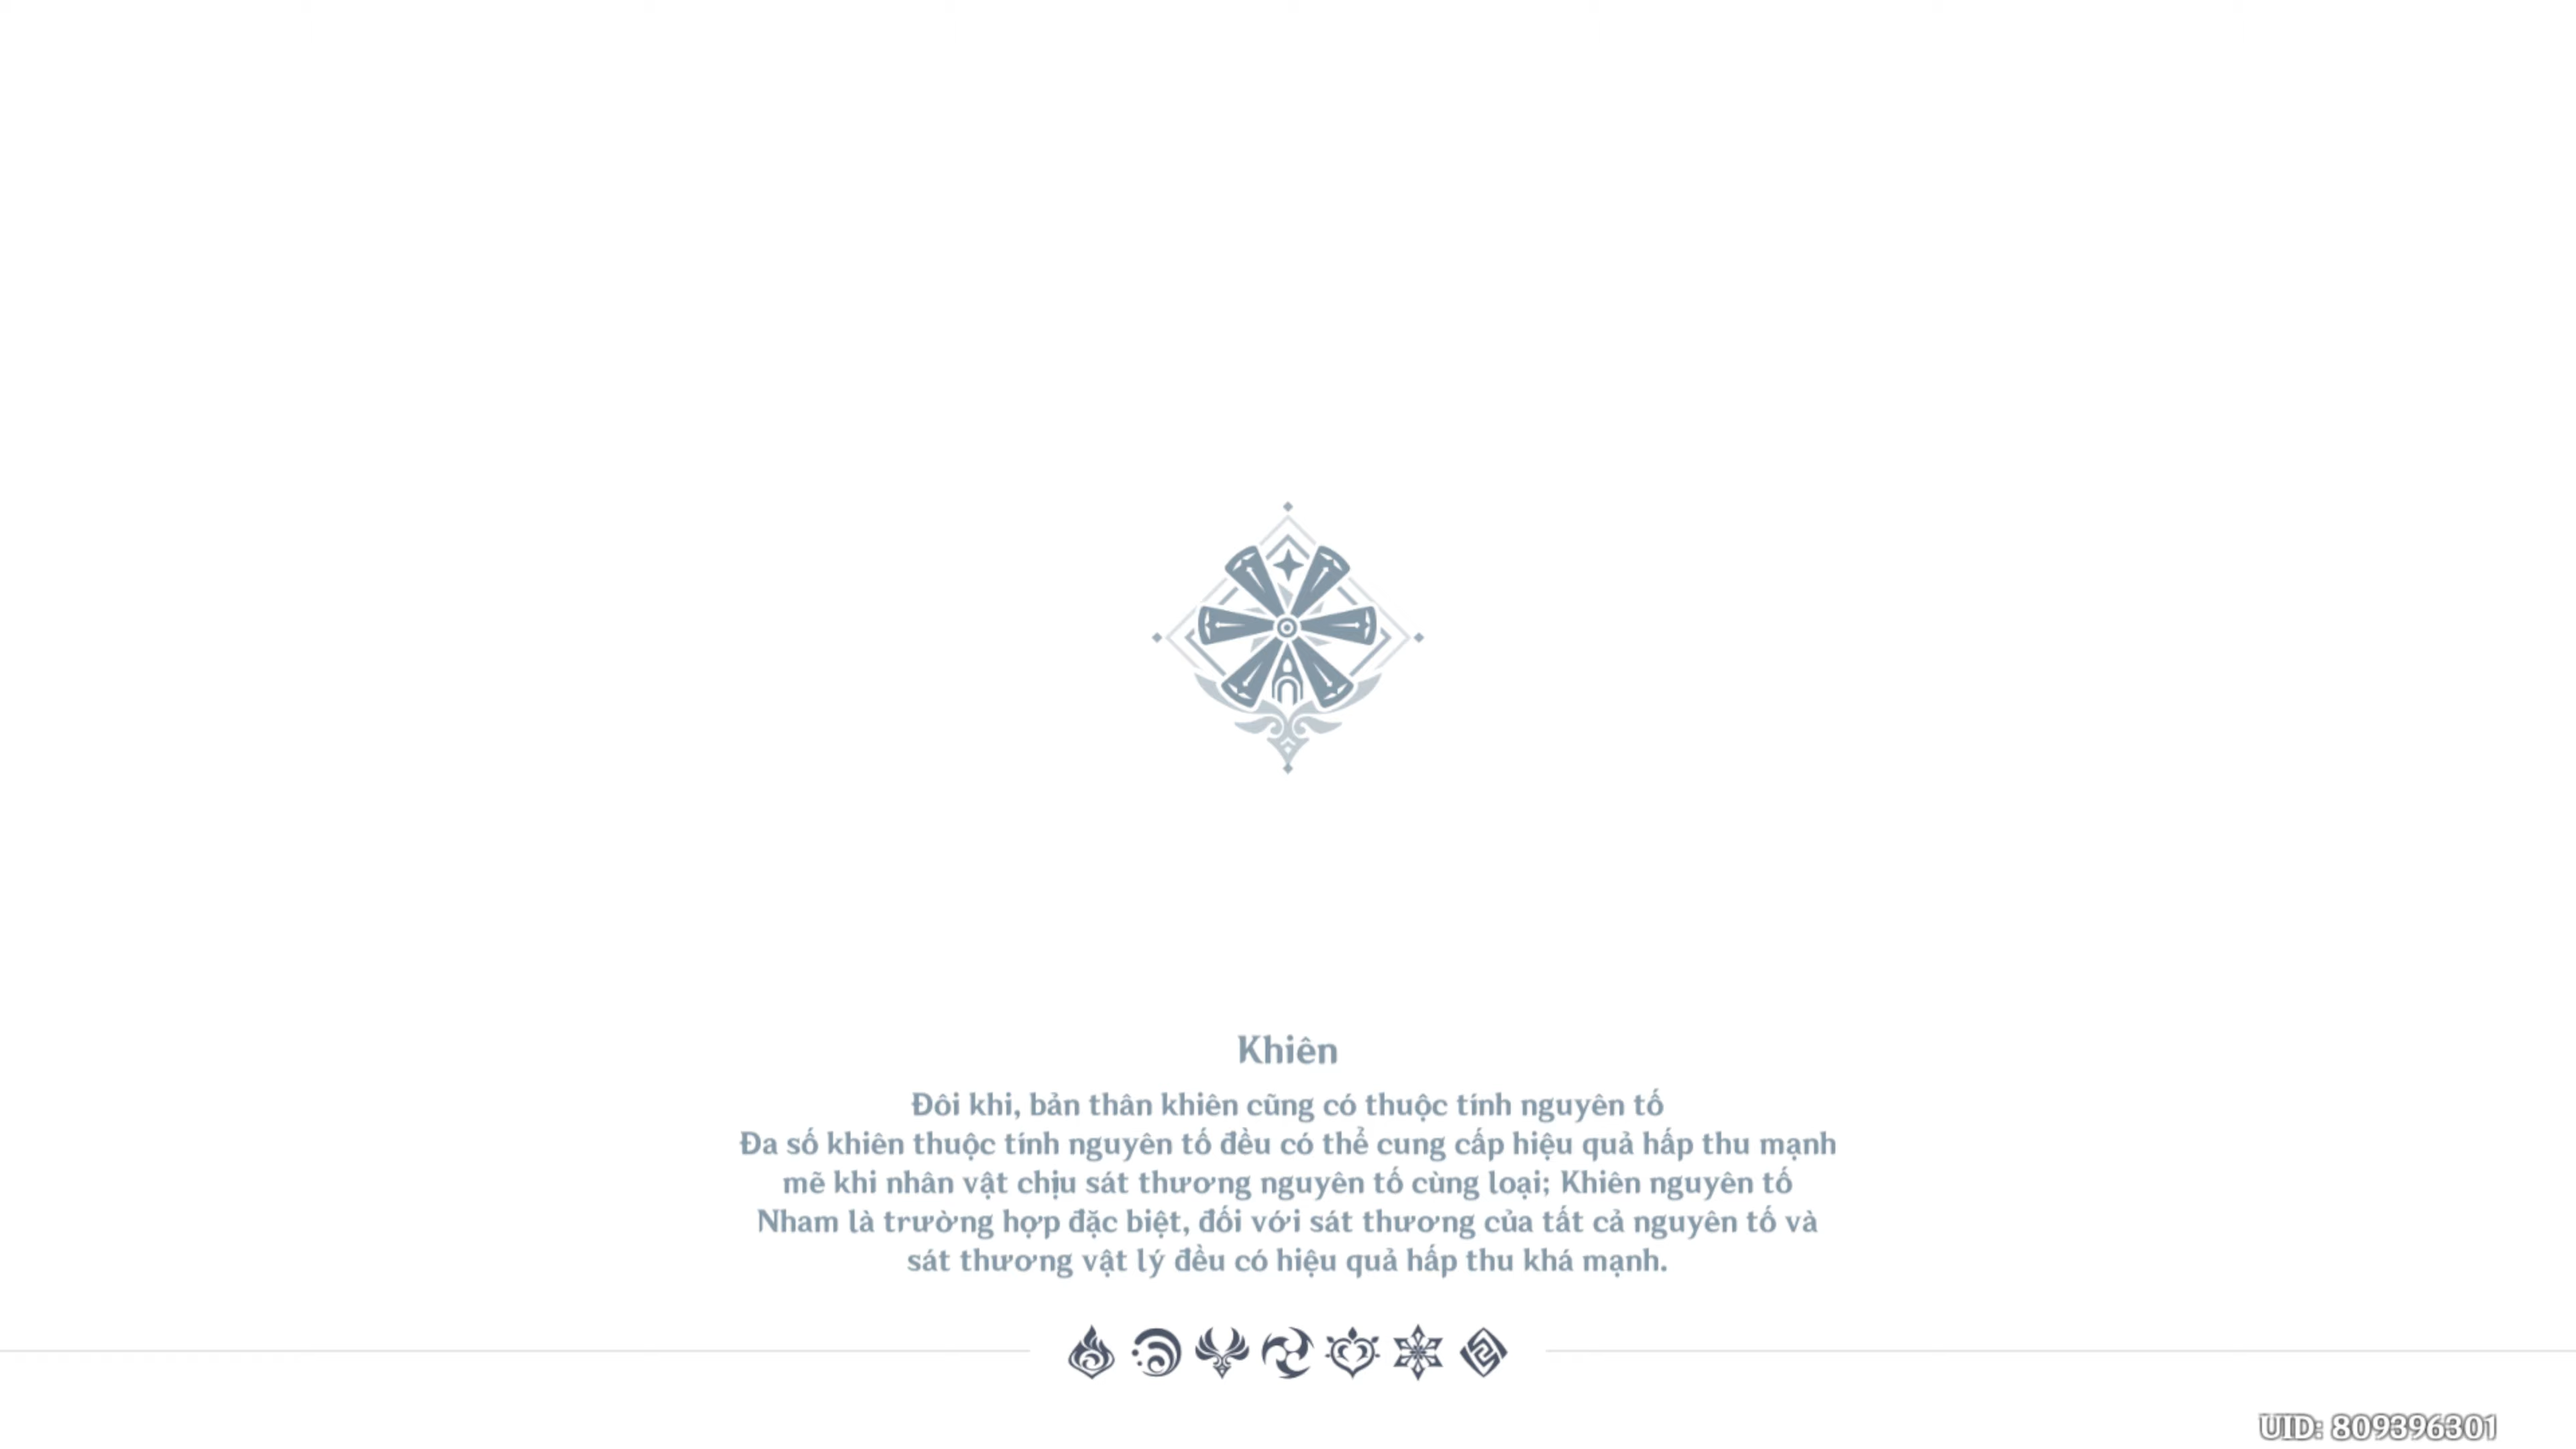 Khiên
Đôi khi, bản thân khiên cũng có thuộc tính nguyên tố
Đa số khiên thuộc tính nguyên tố đều có thể cung cấp hiệu quả hấp thu mạnh
mẽ khi nhân vật chịu sát thương nguyên tố cùng loại; Khiên nguyên tố
Nham là trường hợp đặc biệt, đối với sát thương của tất cả nguyên tố và
sát thương vật lý đều có hiệu quả hấp thu khá mạnh.
UID: 809396301